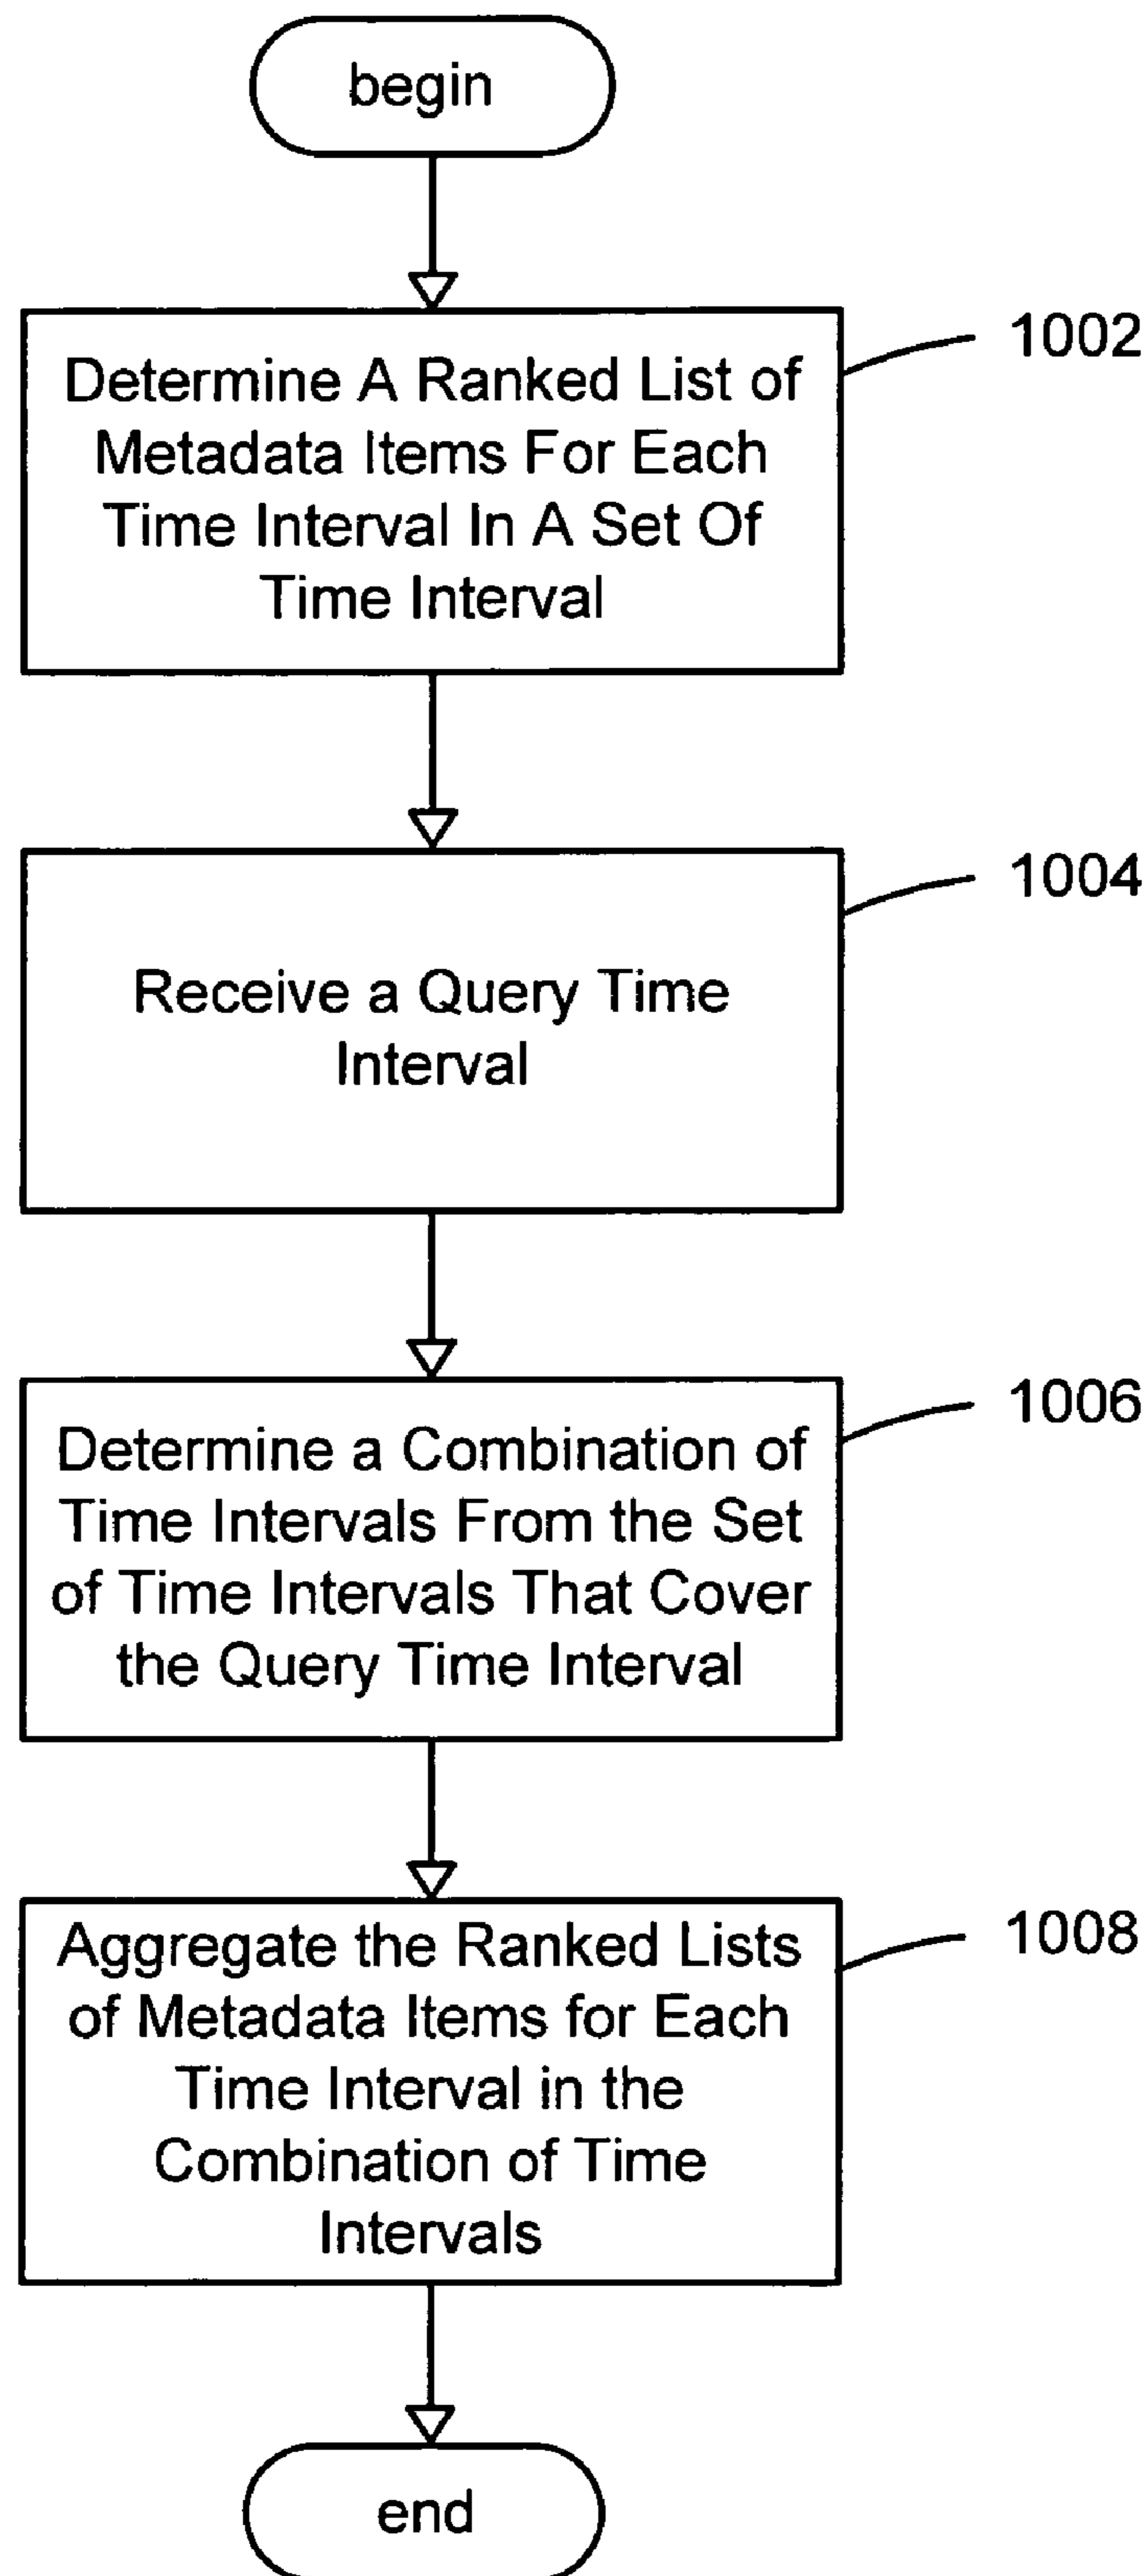 begin
Determine A Ranked List of
Metadata Items For Each
Time Interval In A Set Of
Time Interval
1002
Receive a Query Time
Interval
1004
Determine a Combination of
Time Intervals From the Set
of Time Intervals That Cover
the Query Time Interval
1006
Aggregate the Ranked Lists
of Metadata Items for Each
Time Interval in the
Combination of Time
Intervals
1008
end